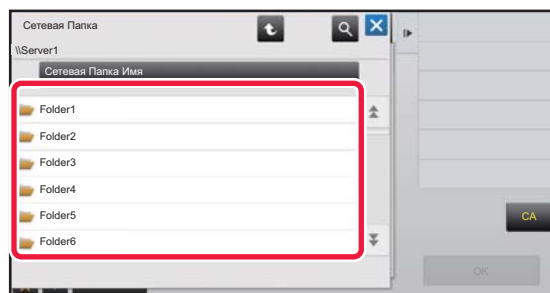 Сетевая Папка
\\Server1
Сетевая Папка Имя
Folder1
Folder2
Folder3
Folder4
Folder5
Folder6
CA
OK